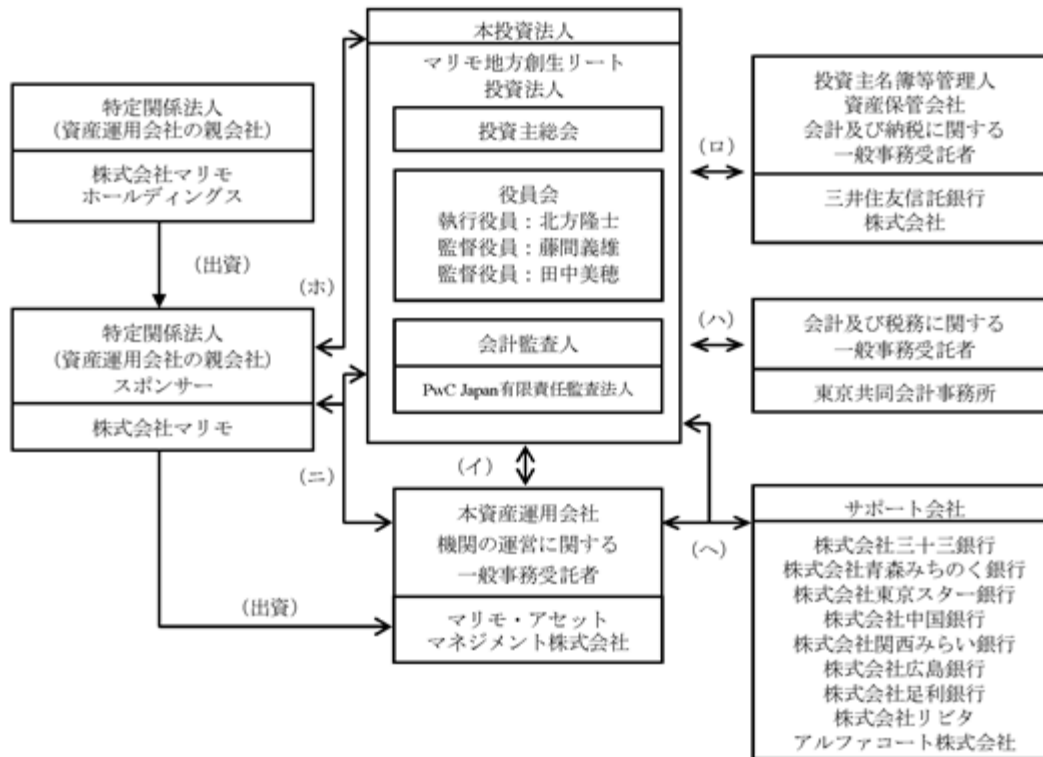 本投資法人
マリモ地方創生リート
投資法人
投資主総会
役員会
執行役員：北方隆士
監督役員：藤間義雄
監督役員：田中美穂
会計監査人
PwC Japan有限責任監査法人
特定関係法人
(資産運用会社の親会社)
株式会社マリモ
ホールディングス
(出資)
(ホ)
特定関係法人
(資産運用会社の親会社)
スポンサー
株式会社マリモ
(ニ)
(出資)
(イ)
本資産運用会社
機関の運営に関する
一般事務受託者
マリモ・アセット
マネジメント株式会社
(ロ)
投資主名簿等管理人
資産保管会社
会計及び納税に関する
一般事務受託者
三井住友信託銀行
株式会社
(ハ)
会計及び税務に関する
一般事務受託者
東京共同会計事務所
(ヘ)
サポート会社
株式会社三十三銀行
株式会社青森みちのく銀行
株式会社東京スター銀行
株式会社中国銀行
株式会社関西みらい銀行
株式会社広島銀行
株式会社足利銀行
株式会社リビタ
アルファコート株式会社